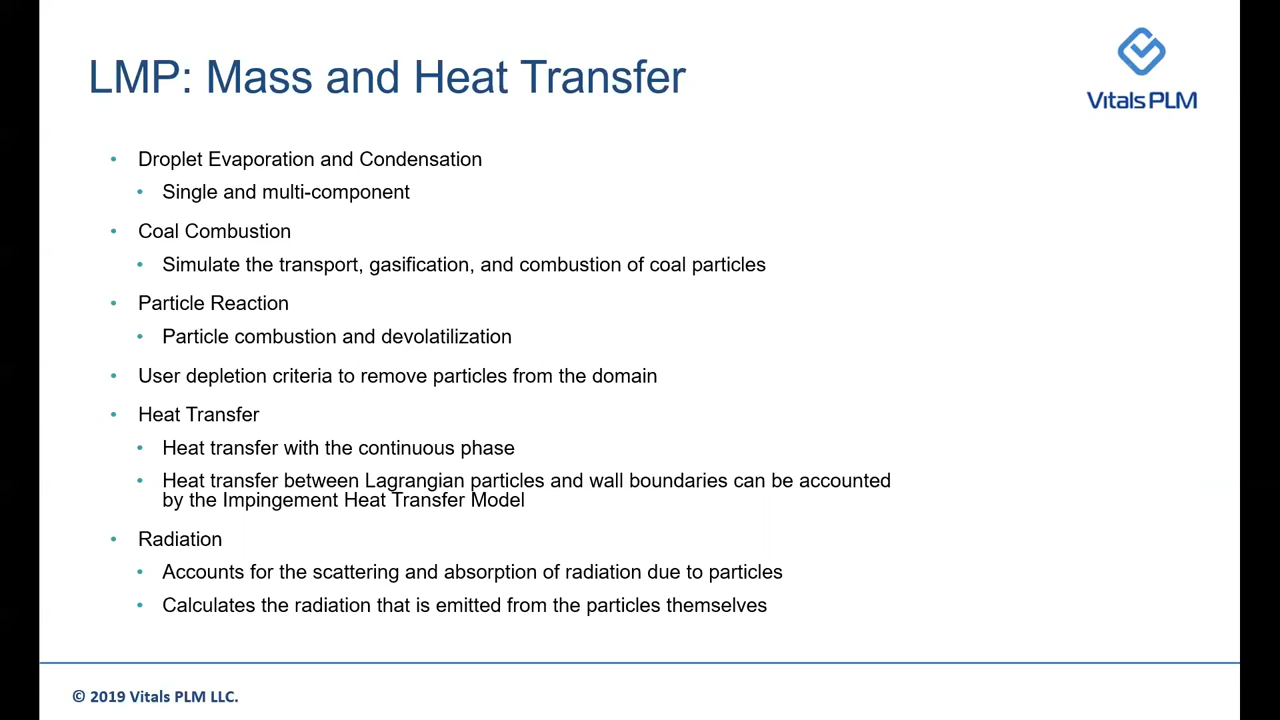 LMP: Mass and Heat Transfer
Vitals PLM
• Droplet Evaporation and Condensation
• Single and multi-component
• Coal Combustion
• Simulate the transport, gasification, and combustion of coal particles
• Particle Reaction
• Particle combustion and devolatilization
• User depletion criteria to remove particles from the domain
• Heat Transfer
• Heat transfer with the continuous phase
• Heat transfer between Lagrangian particles and wall boundaries can be accounted
by the Impingement Heat Transfer Model
• Radiation
• Accounts for the scattering and absorption of radiation due to particles
• Calculates the radiation that is emitted from the particles themselves
© 2019 Vitals PLM LLC.